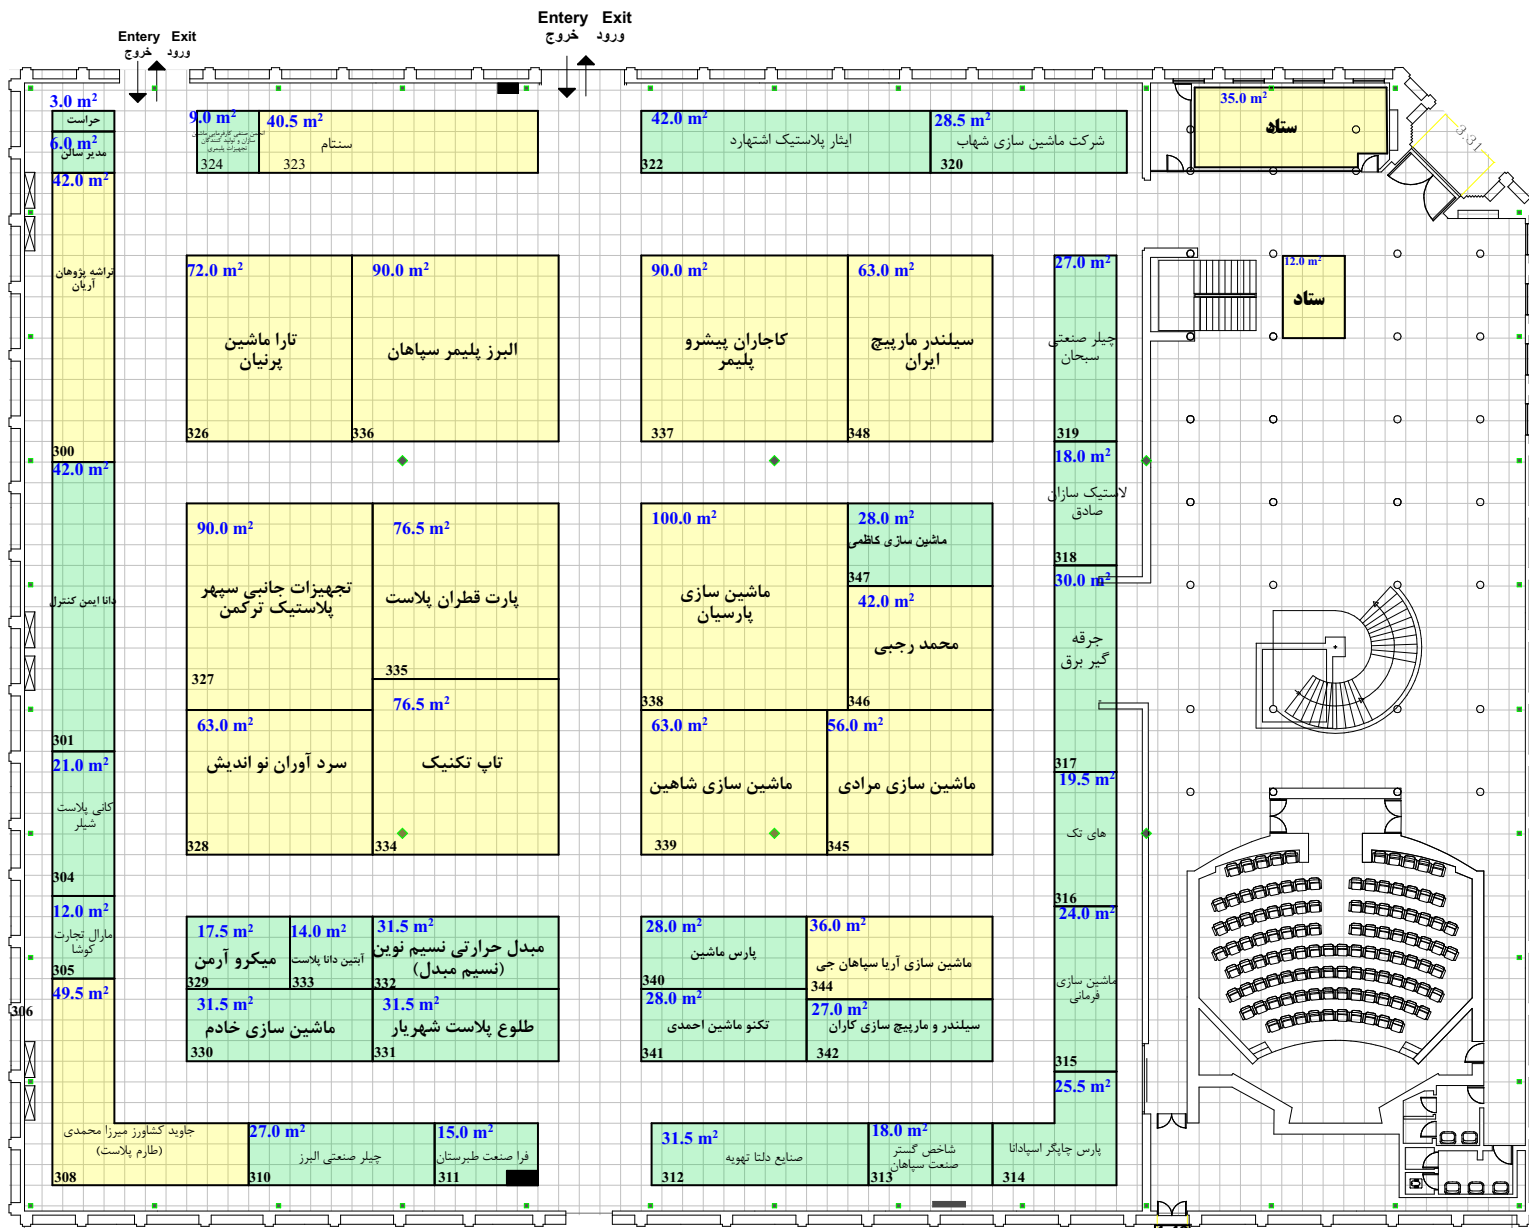 Entery Exit
خروج ورود
Entery Exit
خروج ورود
3.0 m²
حراست
6.0 m²
مدیر سالن
9.0 m²
324
40.5 m²
سنتام
323
42.0 m²
ایثار پلاستیک اشتهارد
322
28.5 m²
شرکت ماشین سازی شهاب
320
35.0 m²
ستاد
3.31
42.0 m²
تراشه پژوهان
آریان
300
72.0 m²
تارا ماشین
پرنیان
326
90.0 m²
البرز پلیمر سپاهان
336
90.0 m²
کاجاران پیشرو
پلیمر
337
63.0 m²
سیلندر مارپیچ
ایران
348
27.0 m²
چیلر صنعتی
سبحان
319
12.0 m²
ستاد
42.0 m²
دانا ایمن کنترل
301
90.0 m²
تجهیزات جانبی سپهر
پلاستیک ترکمن
327
76.5 m²
پارت قطران پلاست
335
100.0 m²
ماشین سازی
پارسیان
338
28.0 m²
ماشین سازی کاظمی
347
42.0 m²
محمد رجبی
346
18.0 m²
لاستیک سازان
صادق
318
30.0 m²
جرقه
گیر برق
317
63.0 m²
سرد آوران نو اندیش
328
76.5 m²
تاپ تکنیک
334
63.0 m²
ماشین سازی شاهین
339
56.0 m²
ماشین سازی مرادی
345
19.5 m²
های تک
316
21.0 m²
کانی پلاست
شیلر
304
12.0 m²
مارال تجارت
کوشا
305
17.5 m²
میکرو آرمن
329
14.0 m²
آبتین دانا پلاست
333
31.5 m²
مبدل حرارتی نسیم نوین
(نسیم مبدل)
332
28.0 m²
پارس ماشین
340
36.0 m²
ماشین سازی آریا سپاهان جی
344
24.0 m²
ماشین سازی
فرمانی
315
49.5 m²
306
31.5 m²
ماشین سازی خادم
330
31.5 m²
طلوع پلاست شهریار
331
28.0 m²
تکنو ماشین احمدی
341
27.0 m²
سیلندر و مارپیچ سازی کاران
342
جاوید کشاورز میرزا محمدی
(طارم پلاست)
308
27.0 m²
چیلر صنعتی البرز
310
15.0 m²
فرا صنعت طبرستان
311
31.5 m²
صنایع دلتا تهویه
312
18.0 m²
شاخص گستر
صنعت سپاهان
313
25.5 m²
پارس چاپگر اسپادانا
314